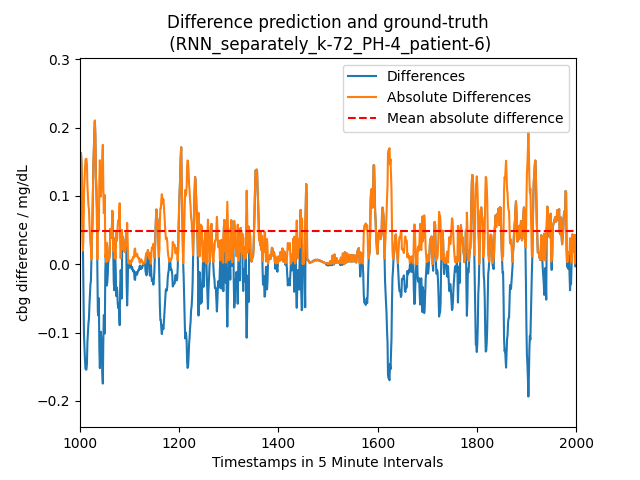 Difference prediction and ground-truth
(RNN_separately_k-72_PH-4_patient-6)
Differences
Absolute Differences
Mean absolute difference
cbg difference / mg/dL
0.3
0.2
0.1
0.0
−0.1
−0.2
1000 1200 1400 1600 1800 2000
Timestamps in 5 Minute Intervals